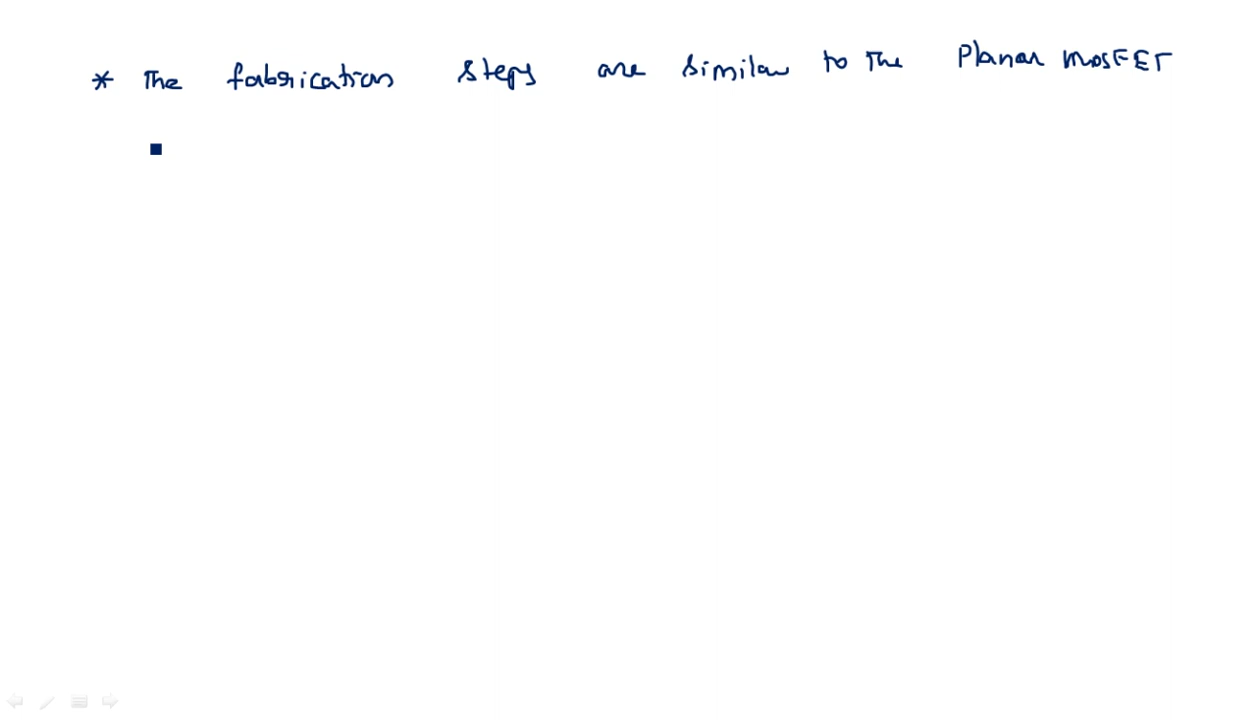 * The fabrication steps are similar to the Planar MOSFET